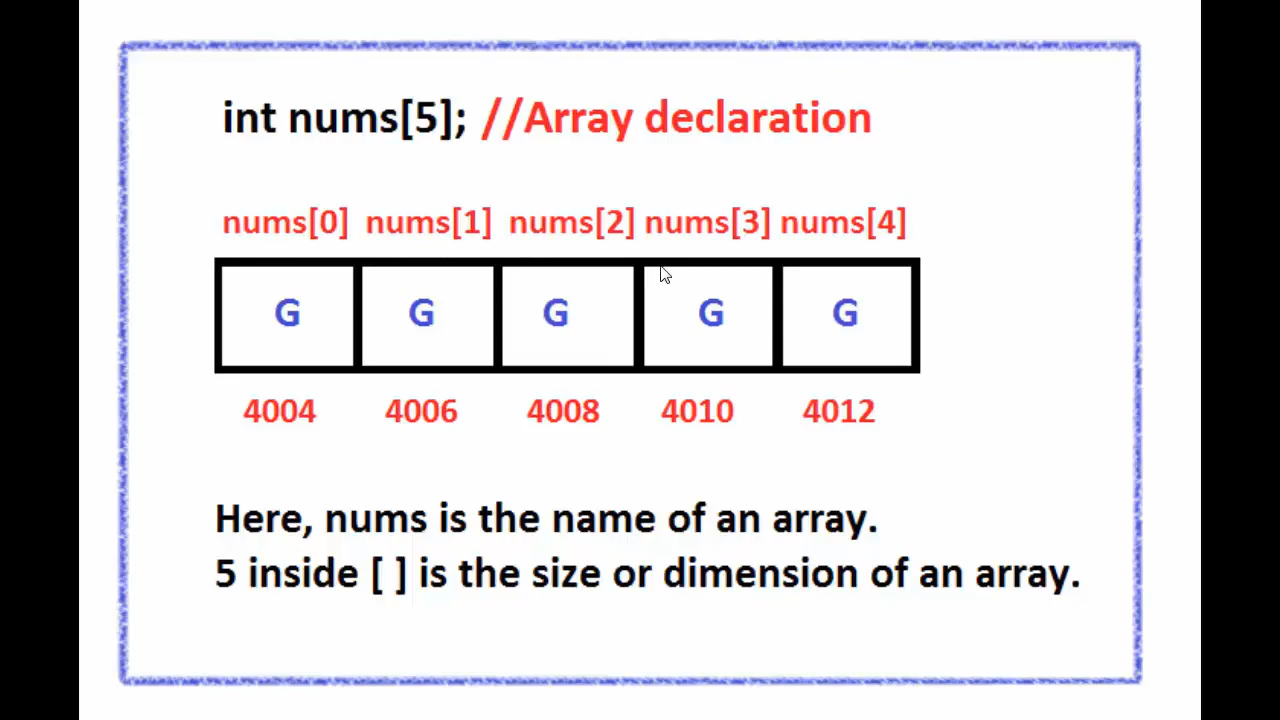 int nums[5]; //Array declaration
nums[0] nums[1] nums[2] nums[3] nums[4]
G G G G G
4004 4006 4008 4010 4012
Here, nums is the name of an array.
5 inside [ ] is the size or dimension of an array.